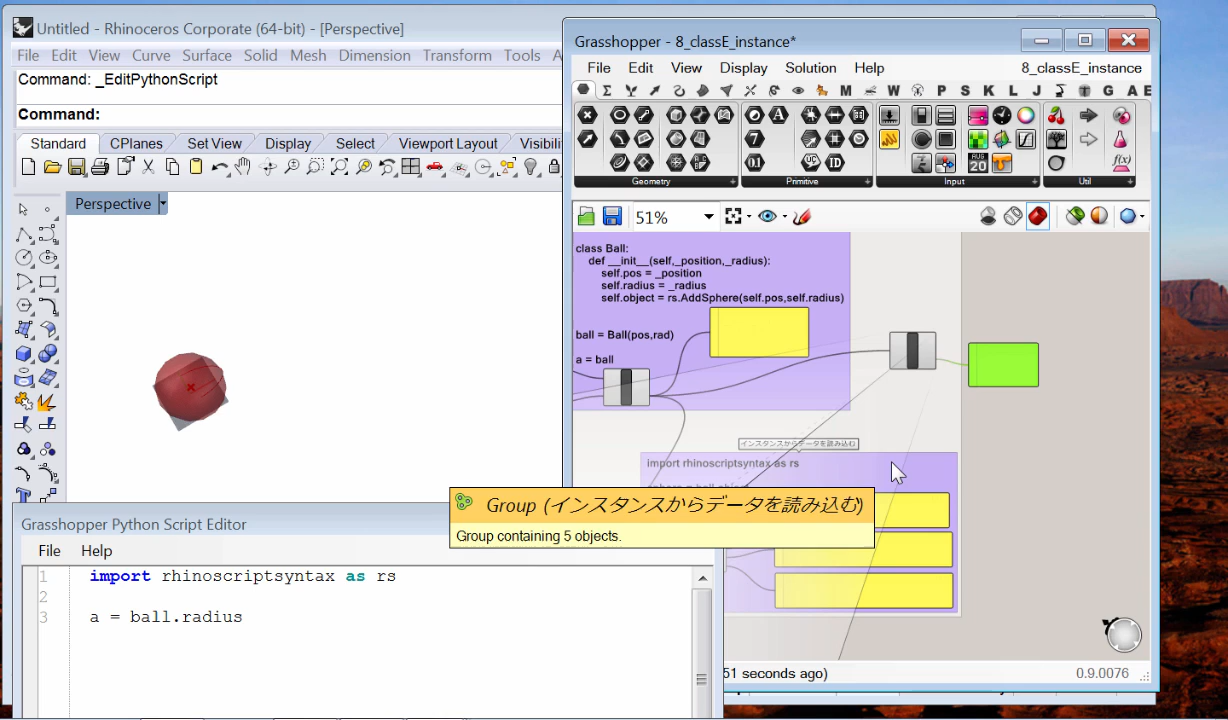 Untitled - Rhinoceros Corporate (64-bit) - [Perspective]
File Edit View Curve Surface Solid Mesh Dimension Transform Tools A
Command: _EditPythonScript
Command:
Standard CPlanes Set View Display Select Viewport Layout Visibili
Perspective
Grasshopper - 8_classE_instance*
File Edit View Display Solution Help 8_classE_instance
M W P S K L J G A E
Geometry Primitive Input Util
51%
class Ball:
def __init__(self,_position,_radius):
self.pos = _position
self.radius = _radius
self.object = rs.AddSphere(self.pos,self.radius)
ball = Ball(pos,rad)
a = ball
インスタンスからデータを読み込む
import rhinoscriptsyntax as rs
Group (インスタンスからデータを読み込む)
Group containing 5 objects.
51 seconds ago) 0.9.0076
Grasshopper Python Script Editor
File Help
1 import rhinoscriptsyntax as rs
2
3 a = ball.radius